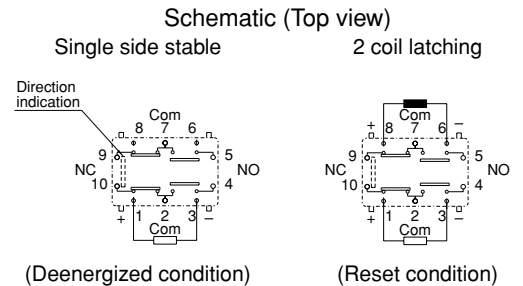 Schematic (Top view)
Single side stable
2 coil latching
Direction
indication
Com
8 7 6
9 5
NC NO
10 4
1 2 3
+ −
Com
(Deenergized condition)
+ −
8 7 6
9 5
NC NO
10 4
1 2 3
+ −
Com
(Reset condition)